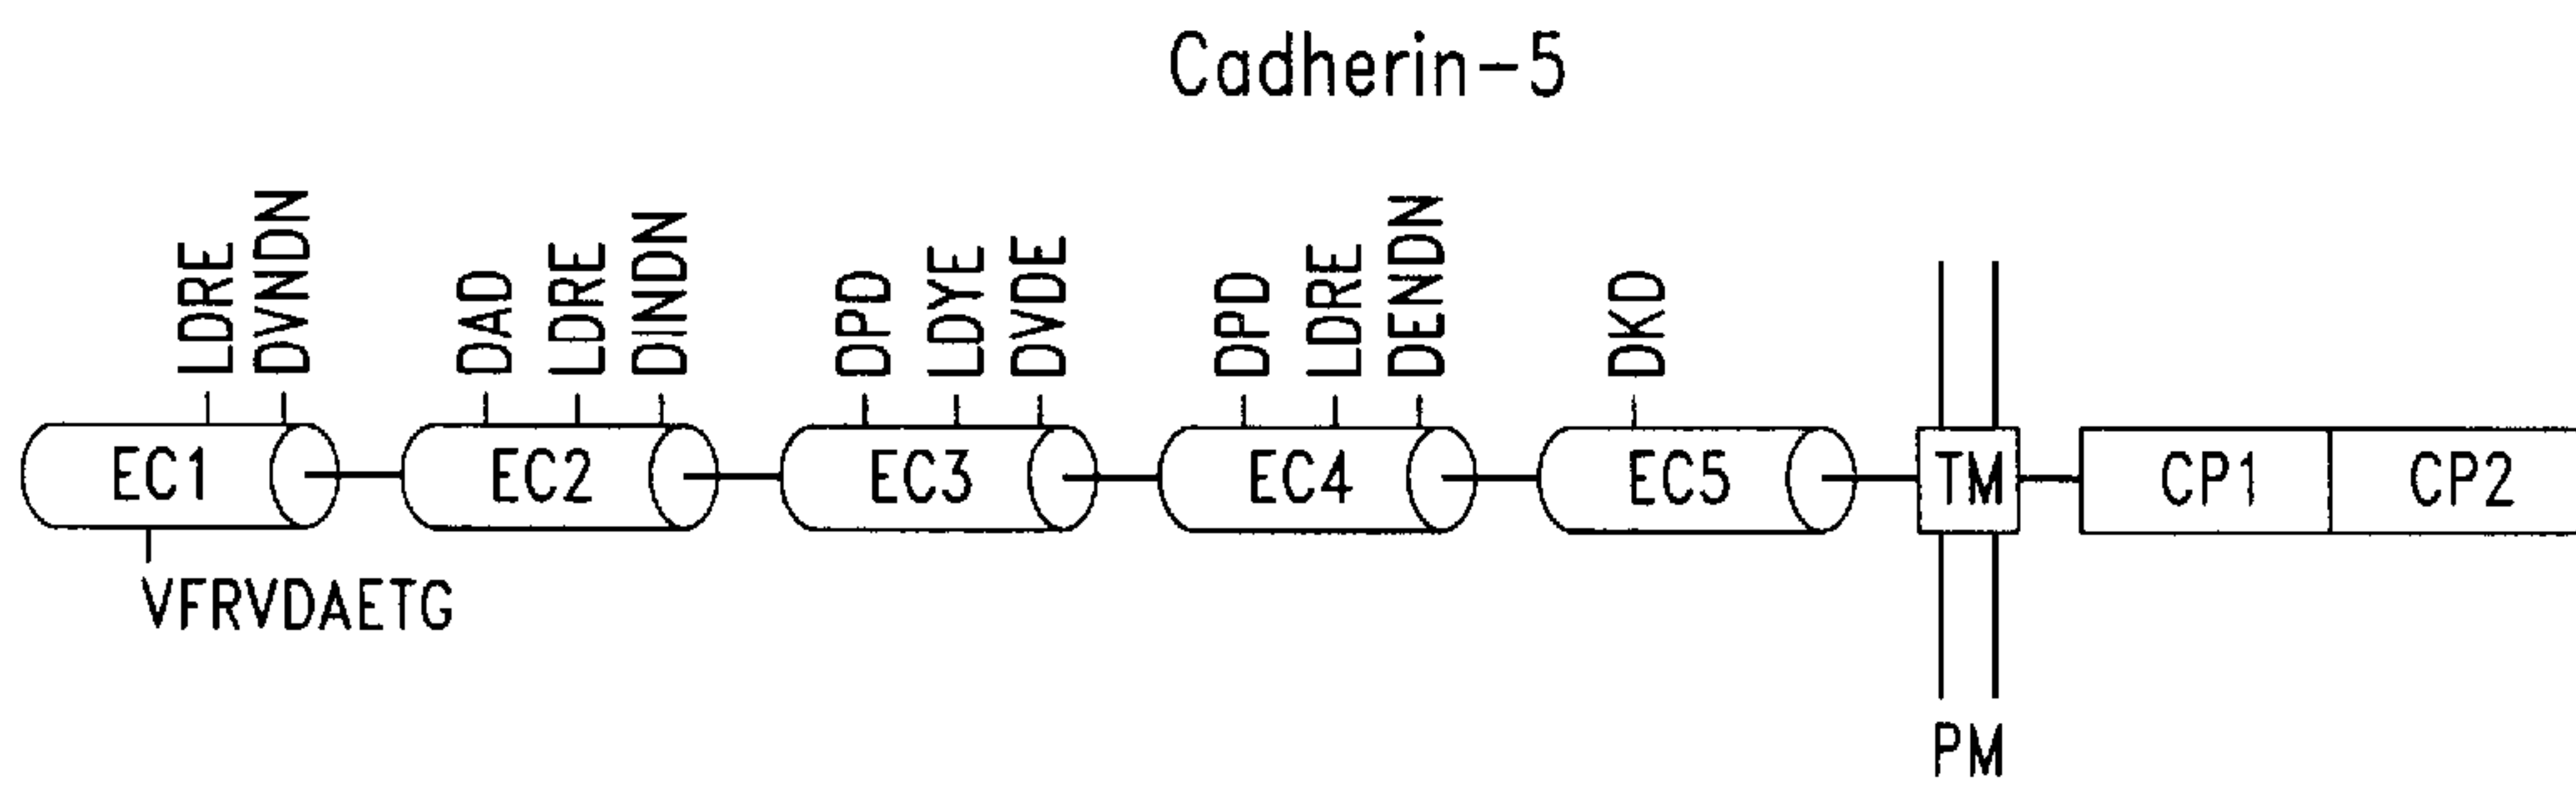 Cadherin-5
LDRE
DVNDN
DAD
LDRE
DINDN
DPD
LDYE
DVDE
DPD
LDRE
DENDN
DKD
EC1
EC2
EC3
EC4
EC5
TM
CP1
CP2
VFRVDAETG
PM